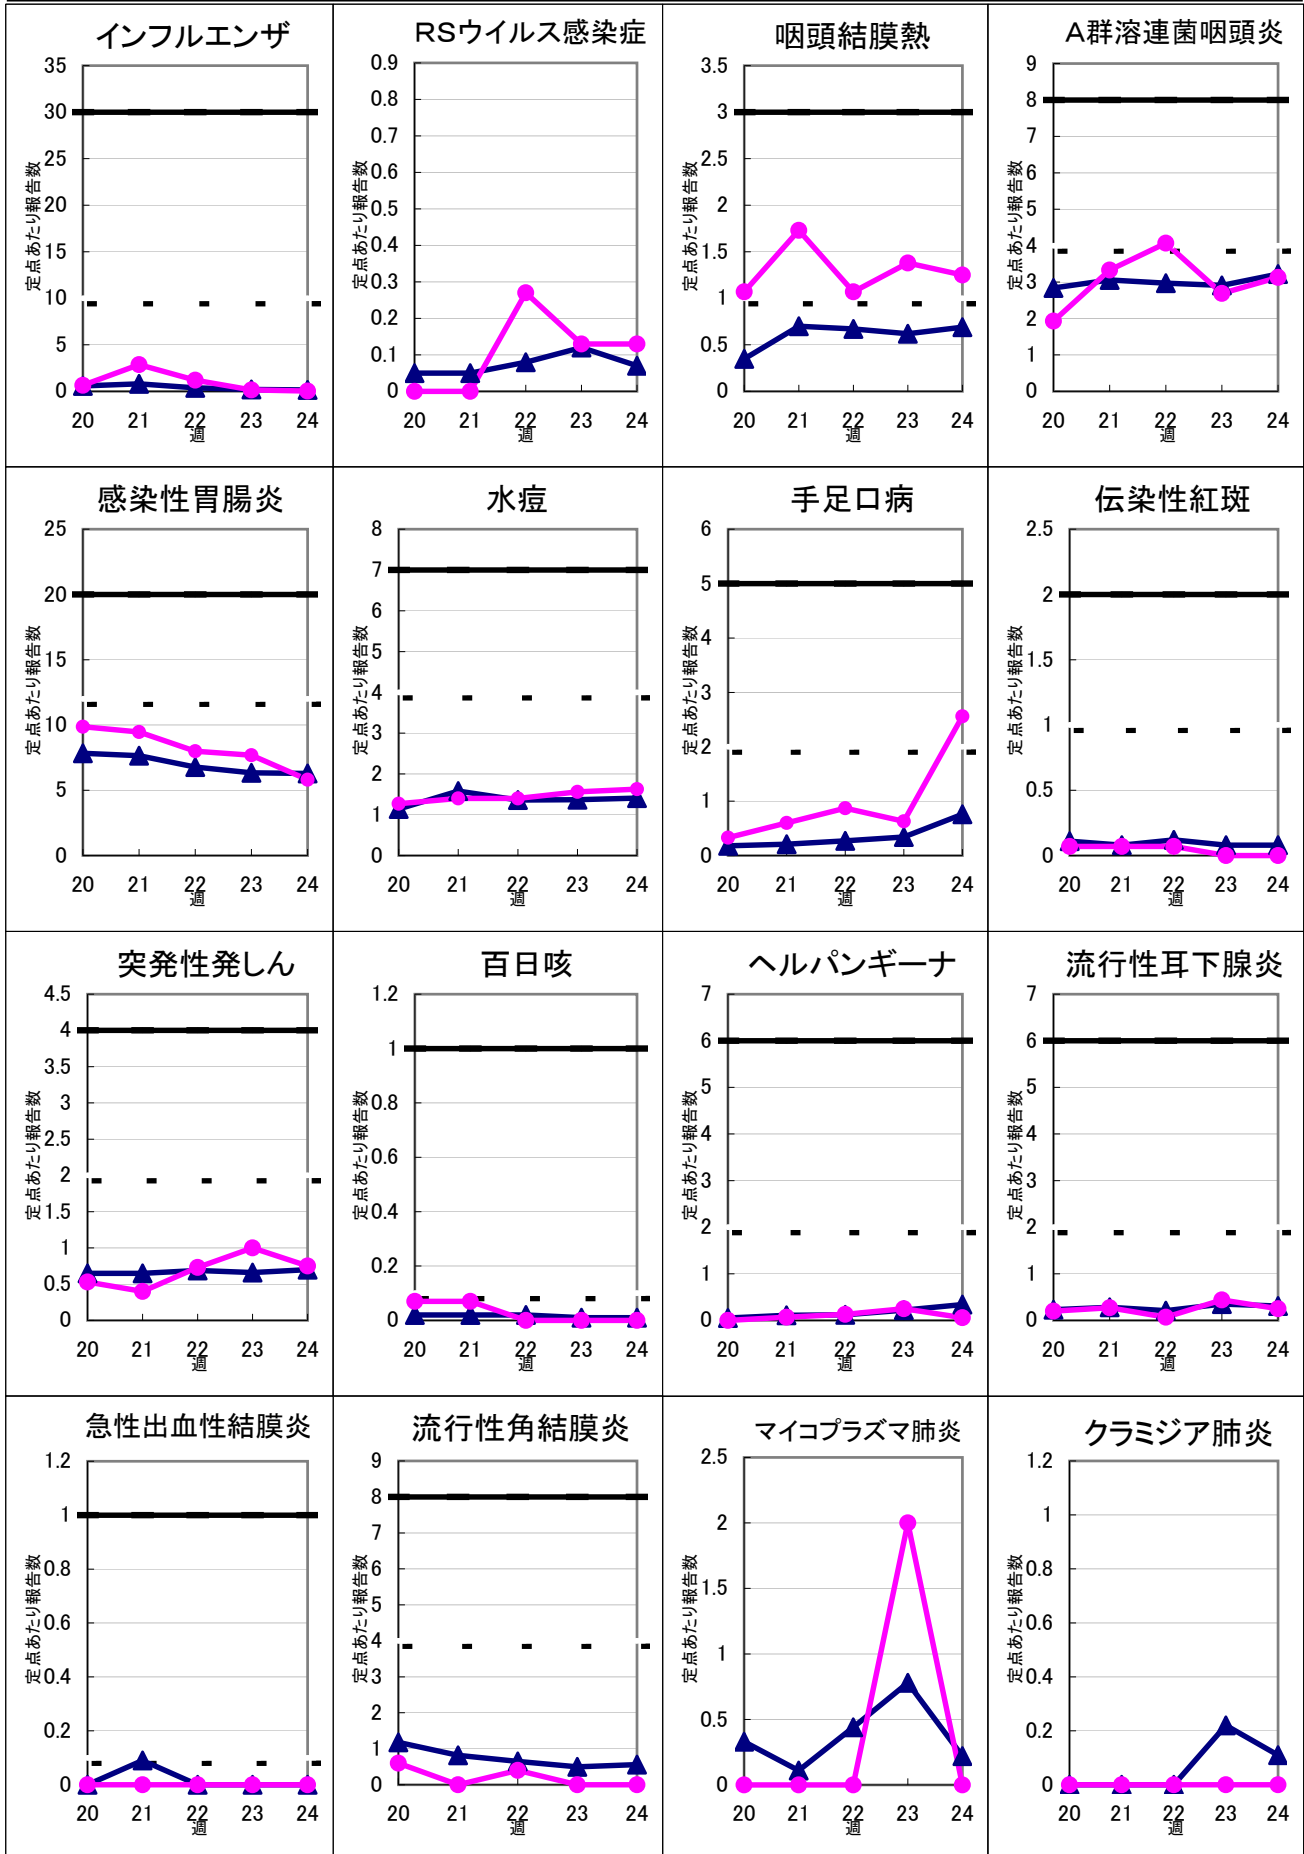 インフルエンザ
定点あたり報告数
35
30
25
20
15
10
5
0
20 21 22 23 24
週
RSウイルス感染症
定点あたり報告数
0.9
0.8
0.7
0.6
0.5
0.4
0.3
0.2
0.1
0
20 21 22 23 24
週
咽頭結膜熱
定点あたり報告数
3.5
3
2.5
2
1.5
1
0.5
0
20 21 22 23 24
週
A群溶連菌咽頭炎
定点あたり報告数
9
8
7
6
5
4
3
2
1
0
20 21 22 23 24
週
感染性胃腸炎
定点あたり報告数
25
20
15
10
5
0
20 21 22 23 24
週
水痘
定点あたり報告数
8
7
6
5
4
3
2
1
0
20 21 22 23 24
週
手足口病
定点あたり報告数
6
5
4
3
2
1
0
20 21 22 23 24
週
伝染性紅斑
定点あたり報告数
2.5
2
1.5
1
0.5
0
20 21 22 23 24
週
突発性発しん
定点あたり報告数
4.5
4
3.5
3
2.5
2
1.5
1
0.5
0
20 21 22 23 24
週
百日咳
定点あたり報告数
1.2
1
0.8
0.6
0.4
0.2
0
20 21 22 23 24
週
ヘルパンギーナ
定点あたり報告数
7
6
5
4
3
2
1
0
20 21 22 23 24
週
流行性耳下腺炎
定点あたり報告数
7
6
5
4
3
2
1
0
20 21 22 23 24
週
急性出血性結膜炎
定点あたり報告数
1.2
1
0.8
0.6
0.4
0.2
0
20 21 22 23 24
週
流行性角結膜炎
定点あたり報告数
9
8
7
6
5
4
3
2
1
0
20 21 22 23 24
週
マイコプラズマ肺炎
定点あたり報告数
2.5
2
1.5
1
0.5
0
20 21 22 23 24
週
クラミジア肺炎
定点あたり報告数
1.2
1
0.8
0.6
0.4
0.2
0
20 21 22 23 24
週